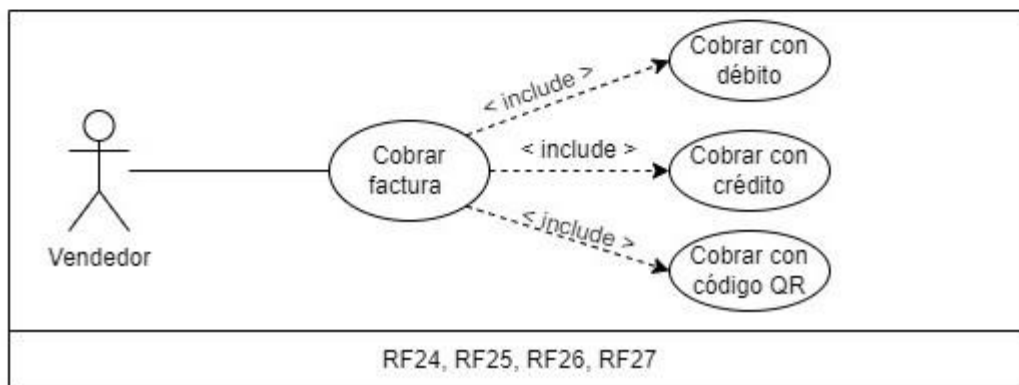 Cobrar con
débito
< include >
Cobrar
factura
< include >
Cobrar con
crédito
< include >
Cobrar con
código QR
Vendedor
RF24, RF25, RF26, RF27